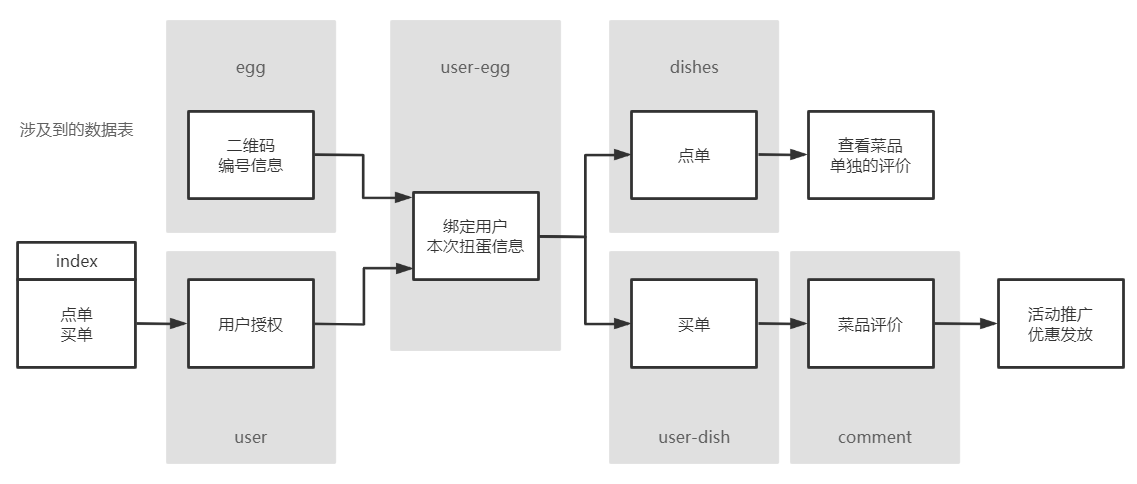 egg
user-egg
dishes
涉及到的数据表
二维码
编号信息
点单
查看菜品
单独的评价
绑定用户
本次扭蛋信息
index
点单
买单
用户授权
买单
菜品评价
活动推广
优惠发放
user
user-dish
comment